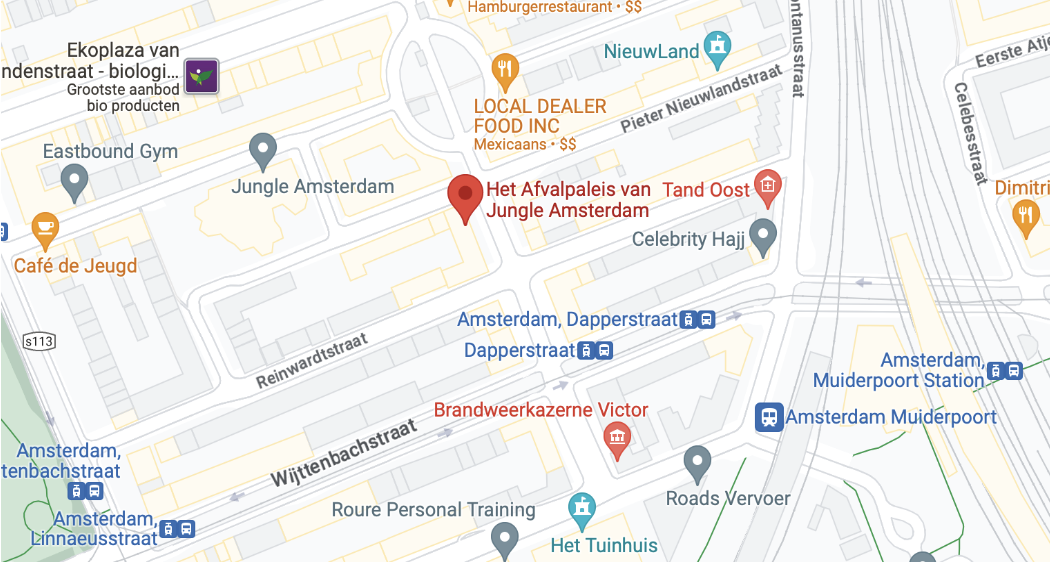 Hamburgerrestaurant • $$
Ekoplaza van
ndenstraat - biologi...
Grootste aanbod
bio producten
NieuwLand
ontanusstraat
Eerste Atje
LOCAL DEALER
FOOD INC
Mexicaans • $$
Pieter Nieuwlandstraat
Celebesstraat
Eastbound Gym
Jungle Amsterdam
Het Afvalpaleis van
Jungle Amsterdam
Tand Oost
Dimitri
Celebrity Hajj
Café de Jeugd
s113
Amsterdam, Dapperstraat
Dapperstraat
Reinwardtstraat
Amsterdam,
Muiderpoort Station
Brandweerkazerne Victor
Amsterdam Muiderpoort
Wijttenbachstraat
Amsterdam,
tenbachstraat
Roads Vervoer
Roure Personal Training
Amsterdam,
Linnaeusstraat
Het Tuinhuis